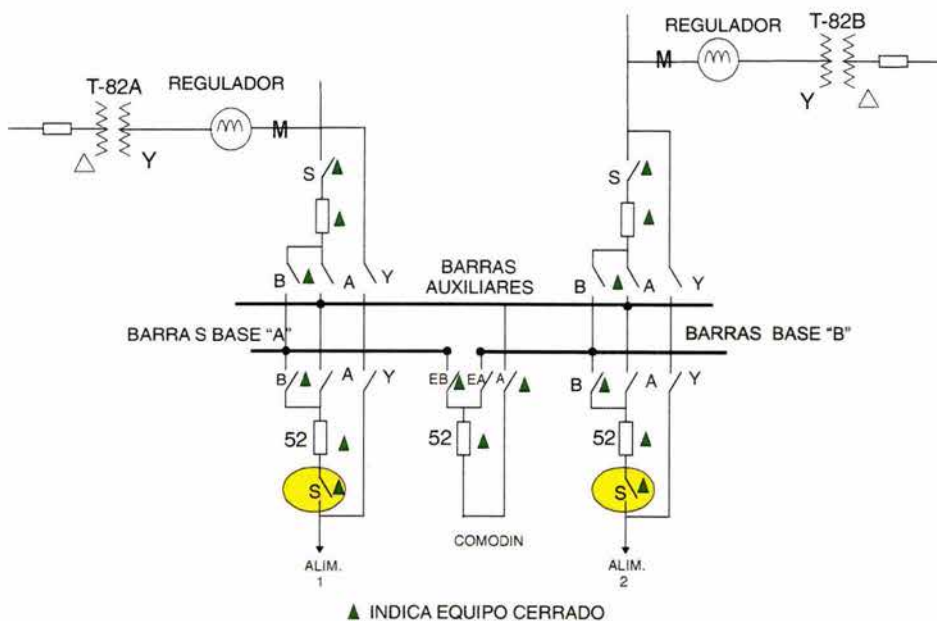 T-82B
REGULADOR
M
Y
T-82A
REGULADOR
M
Y
S
S
B
A
Y
BARRAS
AUXILIARES
B
A
Y
BARRAS BASE “A”
BARRAS BASE “B”
B
A
Y
EB
EA
A
B
A
Y
52
52
52
S
S
COMODIN
ALIM.
1
ALIM.
2
INDICA EQUIPO CERRADO